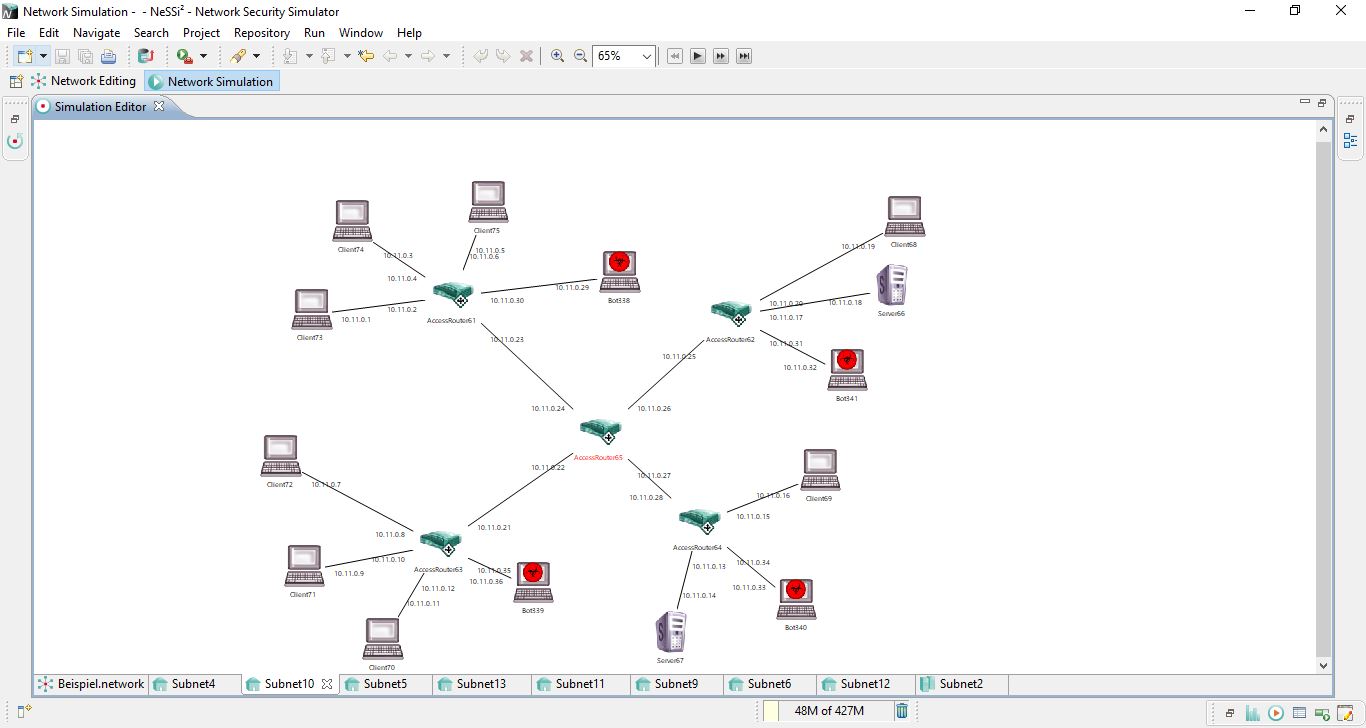 Network Simulation - - NeSSi² - Network Security Simulator
File Edit Navigate Search Project Repository Run Window Help
65%
Network Editing Network Simulation
Simulation Editor
Client75
Client74
10.11.0.5
10.11.0.6
10.11.0.3
10.11.0.4
Client68
10.11.0.19
10.11.0.29
Bot338
10.11.0.30
10.11.0.2
10.11.0.1
Client73
AccessRouter61
10.11.0.20
10.11.0.18
10.11.0.17
Server66
10.11.0.23
AccessRouter62
10.11.0.31
10.11.0.25
10.11.0.32
Bot341
10.11.0.24
10.11.0.26
AccessRouter65
10.11.0.22
10.11.0.27
Client72
10.11.0.7
10.11.0.28
10.11.0.16
Client69
10.11.0.15
10.11.0.21
10.11.0.8
AccessRouter64
10.11.0.10
10.11.0.9
AccessRouter63
10.11.0.35
10.11.0.36
10.11.0.13
10.11.0.34
10.11.0.33
10.11.0.12
10.11.0.14
Client71
10.11.0.11
Bot339
Bot340
Server67
Client70
Beispiel.network Subnet4 Subnet10 Subnet5 Subnet13 Subnet11 Subnet9 Subnet6 Subnet12 Subnet2
48M of 427M